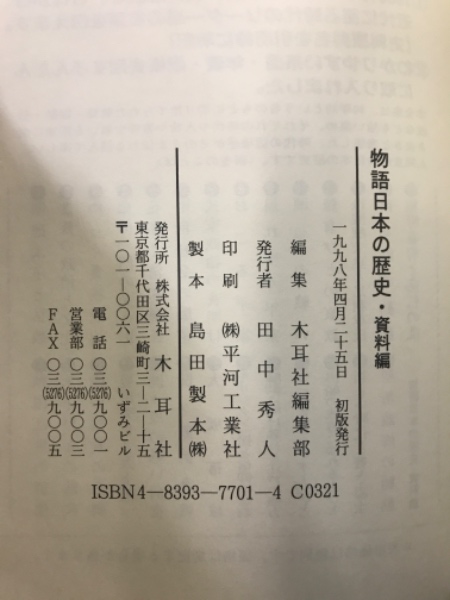 物語日本の歴史・資料編
一九九八年四月二十五日　初版発行
編集　木耳社編集部
発行者　田中秀人
印刷　㈱平河工業社
製本　島田製本㈱
発行所　株式会社　木耳社
東京都千代田区三崎町三―二―十五
〒一〇一―〇〇六一　いずみビル
電話　〇三(5276)九〇〇一
営業部　〇三(5276)九〇〇三
FAX　〇三(5276)九〇〇五
ISBN4―8393―7701―4 C0321